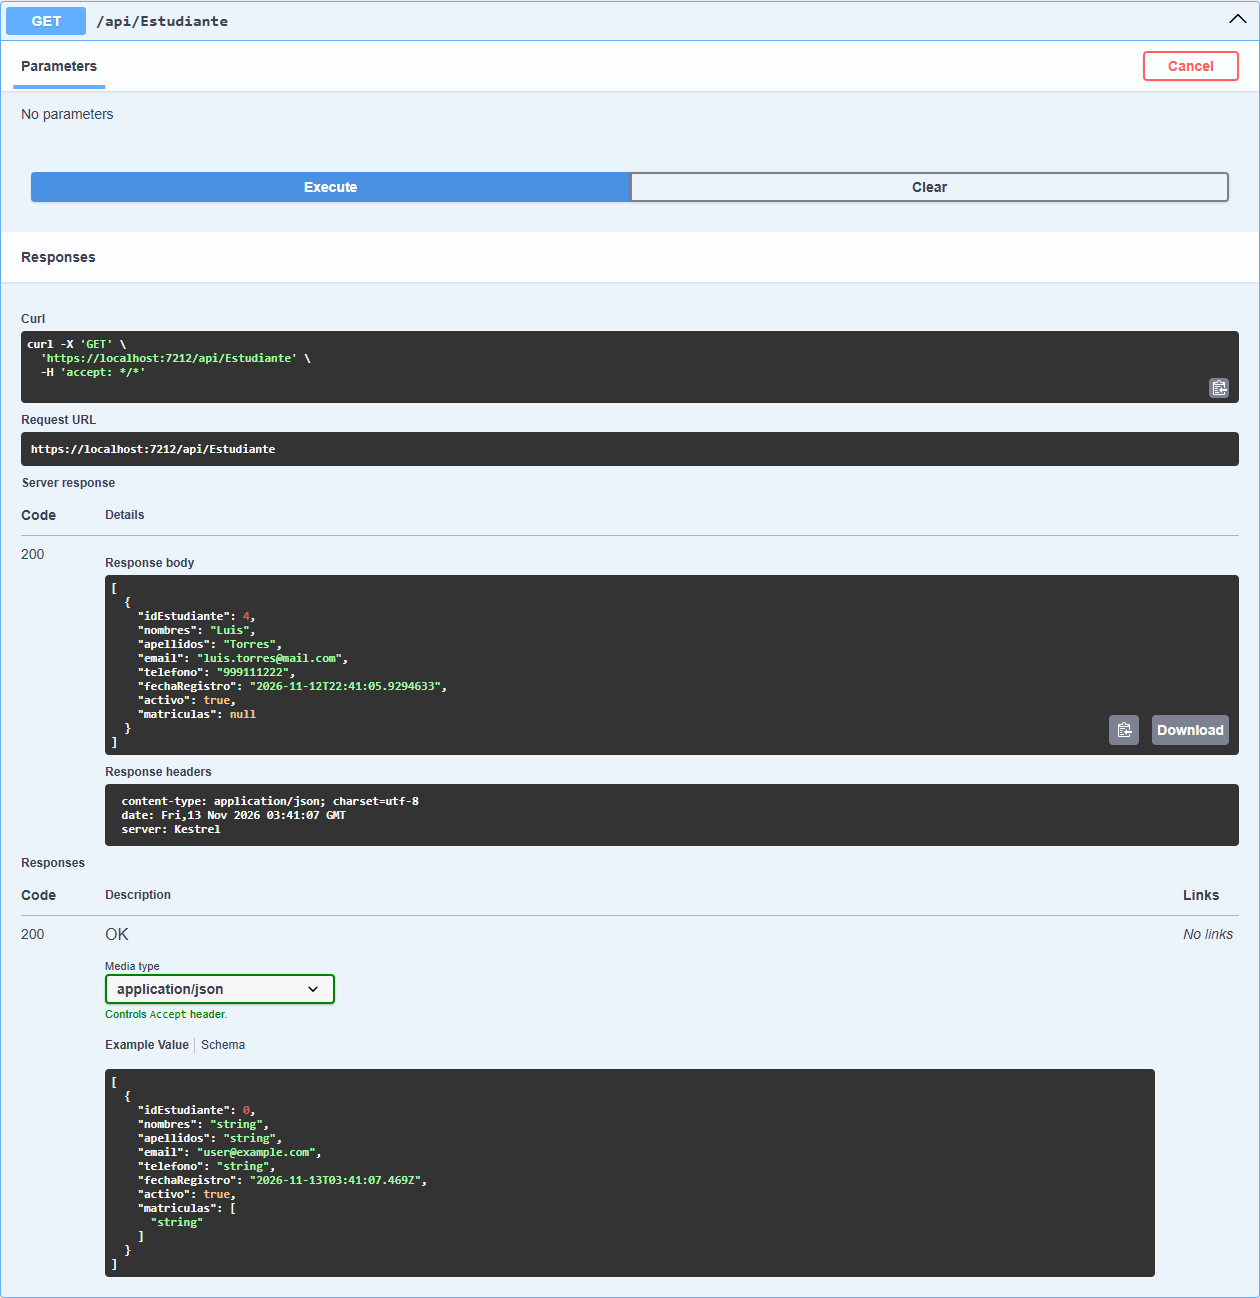 GET /api/Estudiante
Parameters
Cancel
No parameters
Execute
Clear
Responses
Curl
curl -X 'GET' \
  'https://localhost:7212/api/Estudiante' \
  -H 'accept: */*'
Request URL
https://localhost:7212/api/Estudiante
Server response
Code Details
200
Response body
[
  {
    "idEstudiante": 4,
    "nombres": "Luis",
    "apellidos": "Torres",
    "email": "luis.torres@mail.com",
    "telefono": "999111222",
    "fechaRegistro": "2026-11-12T22:41:05.9294633",
    "activo": true,
    "matriculas": null
  }
]
Download
Response headers
content-type: application/json; charset=utf-8
date: Fri,13 Nov 2026 03:41:07 GMT
server: Kestrel
Responses
Code Description Links
200 OK No links
Media type
application/json
Controls Accept header.
Example Value Schema
[
  {
    "idEstudiante": 0,
    "nombres": "string",
    "apellidos": "string",
    "email": "user@example.com",
    "telefono": "string",
    "fechaRegistro": "2026-11-13T03:41:07.469Z",
    "activo": true,
    "matriculas": [
      "string"
    ]
  }
]